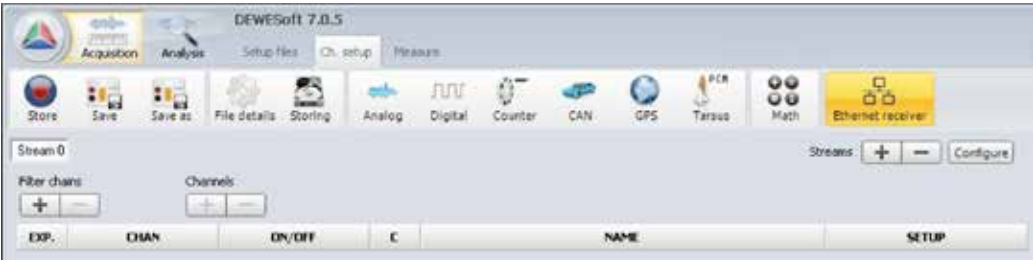 DEWESoft 7.0.5
Acquisition Analysis Setup files Ch. setup Measure
Store Save Save as File details Storing Analog Digital Counter CAN GPS PCM Tarsus Math Ethernet receiver
Stream 0 Streams + − Configure
Filter chains Channels
+ − + −
EXP. CHAN ON/OFF C NAME SETUP